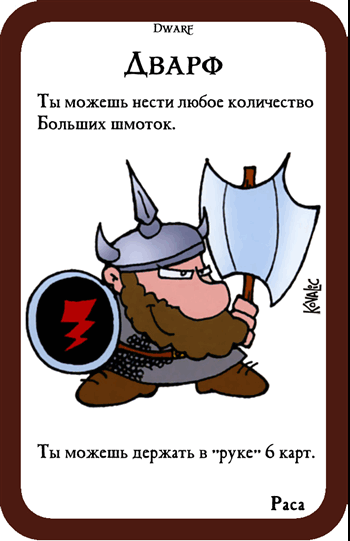 Dwarf
Дварф
Ты можешь нести любое количество
Больших шмоток.
Kovalic
Ты можешь держать в "руке" 6 карт.
Раса